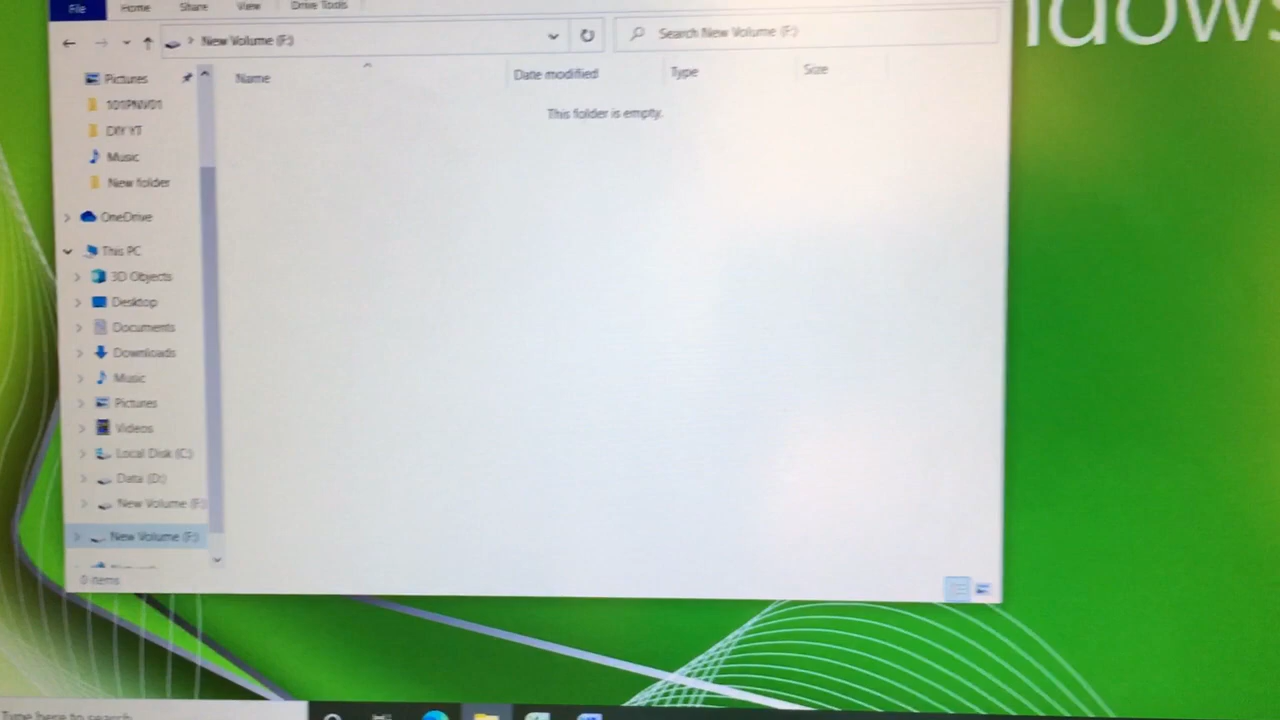 File Home Share View Drive Tools
New Volume (F:)
Search New Volume (F:)
Name Date modified Type Size
This folder is empty.
Pictures
101PNV01
DIY YT
Music
New folder
OneDrive
This PC
3D Objects
Desktop
Documents
Downloads
Music
Pictures
Videos
Local Disk (C:)
Data (D:)
New Volume (F:)
New Volume (F:)
0 items
ndows
Type here to search